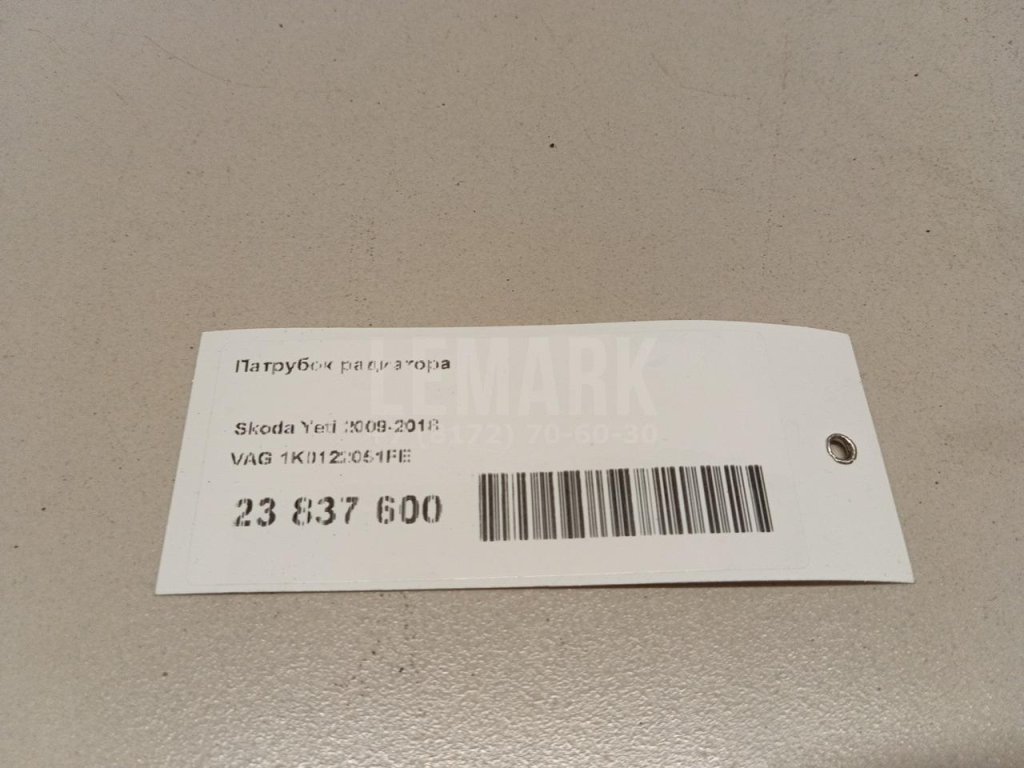 Патрубок радиатора
LEMARK
Skoda Yeti 2009-2018
(8172) 70-60-30
VAG 1K0122051FE
23 837 600